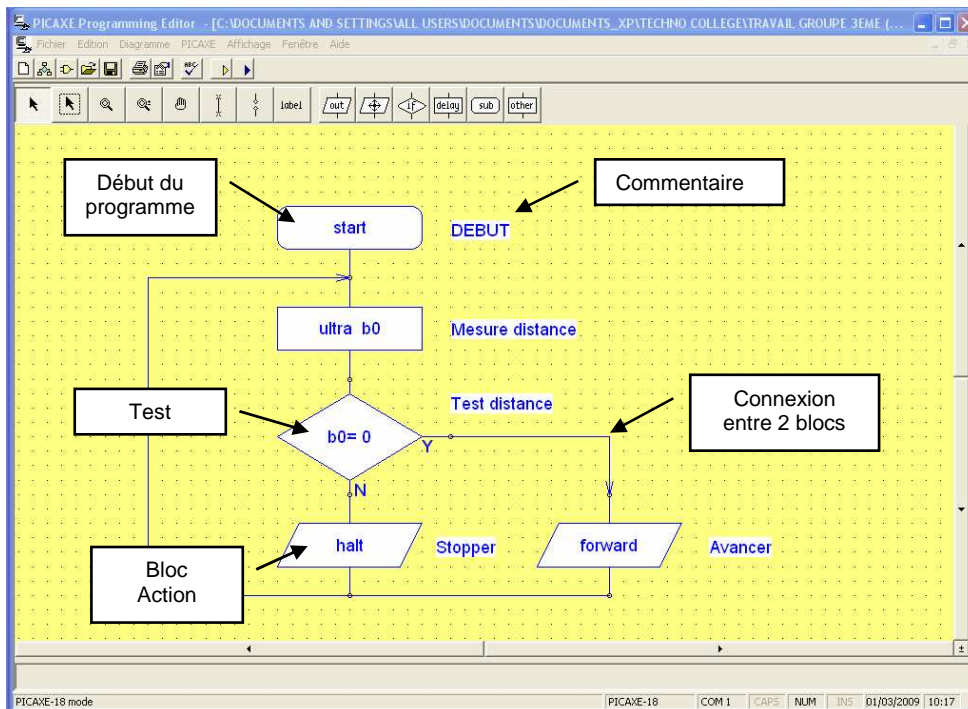 PICAXE Programming Editor - [C:\DOCUMENTS AND SETTINGS\ALL USERS\DOCUMENTS\DOCUMENTS_XP\TECHNO COLLEGE\TRAVAIL GROUPE 3EME (...
Fichier Edition Diagramme PICAXE Affichage Fenêtre Aide
ABC
label out if delay sub other
Début du
programme
Commentaire
start
DEBUT
ultra b0
Mesure distance
Test
Test distance
Connexion
entre 2 blocs
b0= 0
Y
N
halt
Stopper
forward
Avancer
Bloc
Action
PICAXE-18 mode PICAXE-18 COM 1 CAPS NUM INS 01/03/2009 10:17